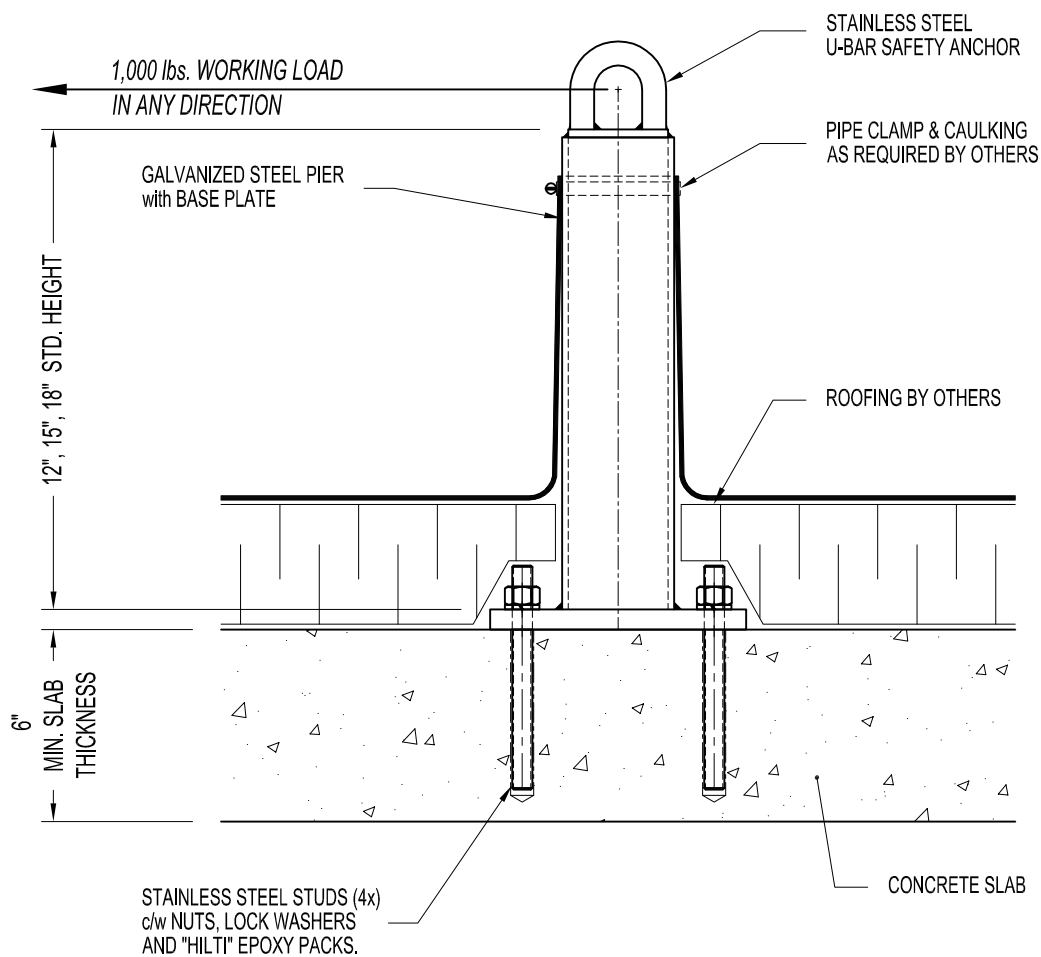 STAINLESS STEEL
U-BAR SAFETY ANCHOR
1,000 lbs. WORKING LOAD
IN ANY DIRECTION
PIPE CLAMP & CAULKING
AS REQUIRED BY OTHERS
GALVANIZED STEEL PIER
with BASE PLATE
12", 15", 18" STD. HEIGHT
ROOFING BY OTHERS
6"
MIN. SLAB
THICKNESS
CONCRETE SLAB
STAINLESS STEEL STUDS (4x)
c/w NUTS, LOCK WASHERS
AND "HILTI" EPOXY PACKS.